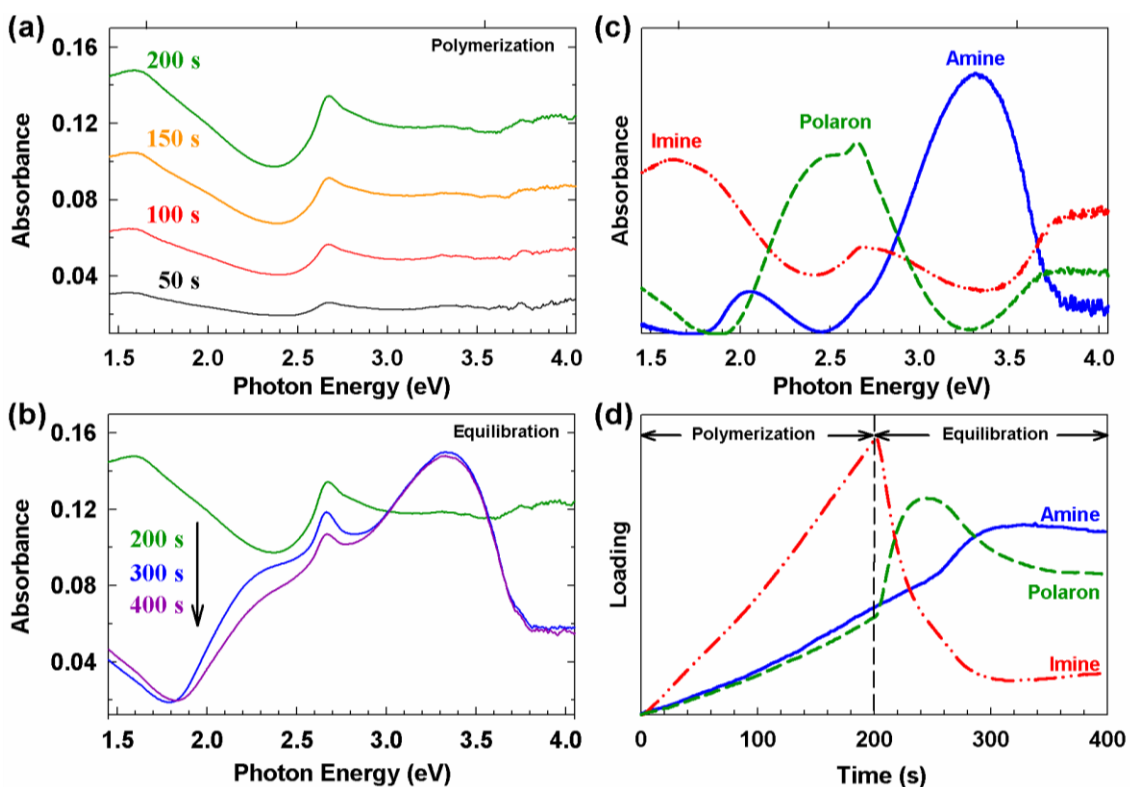 (a)
Polymerization
0.16
0.12
0.08
0.04
Absorbance
200 s
150 s
100 s
50 s
1.5 2.0 2.5 3.0 3.5 4.0
Photon Energy (eV)
(c)
Absorbance
Imine
Polaron
Amine
1.5 2.0 2.5 3.0 3.5 4.0
Photon Energy (eV)
(b)
Equilibration
0.16
0.12
0.08
0.04
Absorbance
200 s
300 s
400 s
1.5 2.0 2.5 3.0 3.5 4.0
Photon Energy (eV)
(d)
Polymerization Equilibration
Loading
Amine
Polaron
Imine
0 100 200 300 400
Time (s)